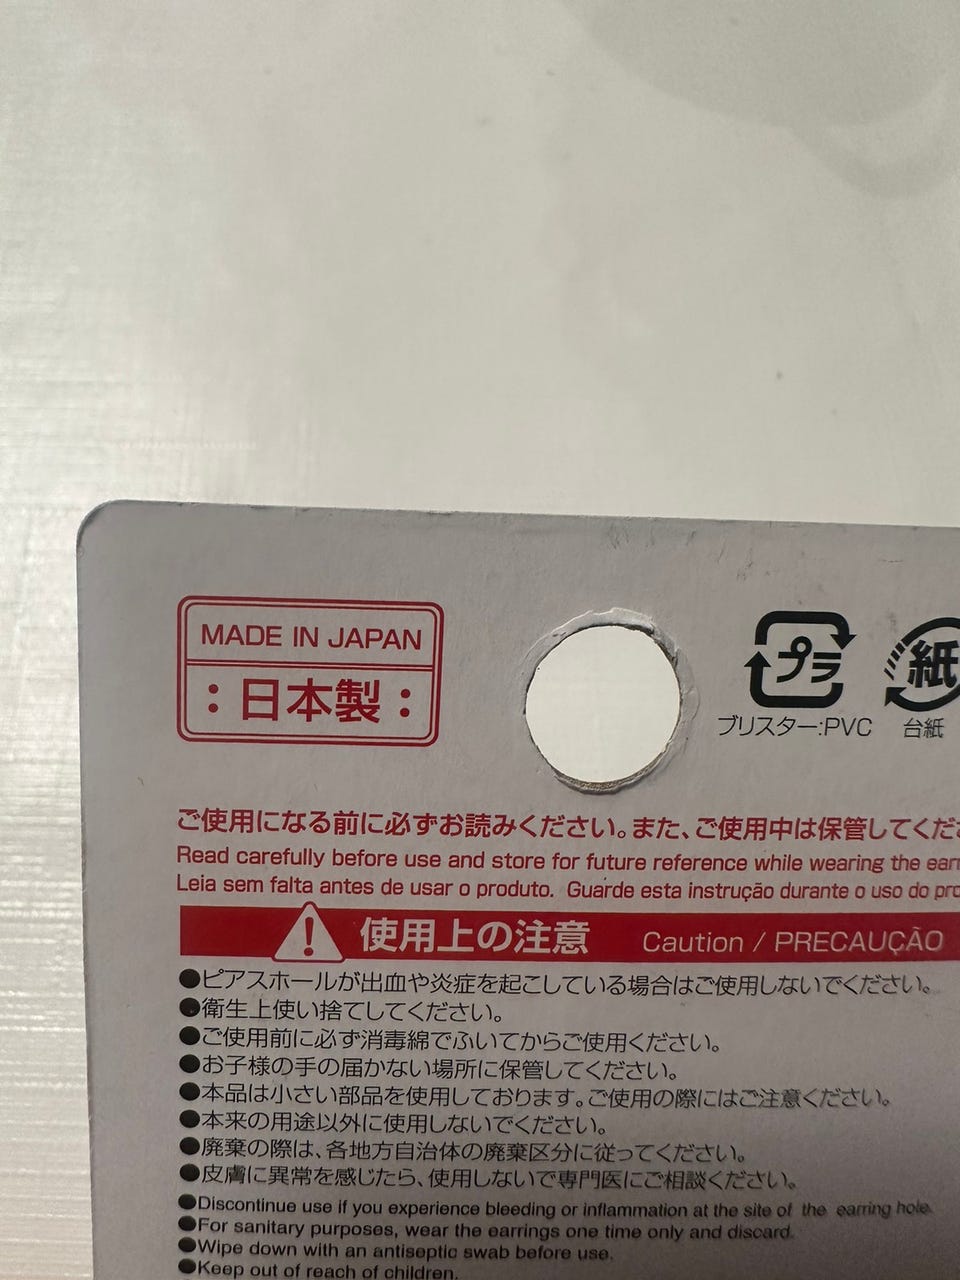 MADE IN JAPAN
:日本製:
プラ
紙
ブリスター:PVC
台紙
ご使用になる前に必ずお読みください。また、ご使用中は保管してくだ
Read carefully before use and store for future reference while wearing the
Leia sem falta antes de usar o produto. Guarde esta instrução durante o uso do
使用上の注意 Caution / PRECAUÇÃO
●ピアスホールが出血や炎症を起こしている場合はご使用しないでください。
●衛生上使い捨てしてください。
●ご使用前に必ず消毒綿でふいてからご使用ください。
●お子様の手の届かない場所に保管してください。
●本品は小さい部品を使用しております。ご使用の際にはご注意ください。
●本来の用途以外に使用しないでください。
●廃棄の際は、各地方自治体の廃棄区分に従ってください。
●皮膚に異常を感じたら、使用しないで専門医にご相談ください。
●Discontinue use if you experience bleeding or inflammation at the site of the earring hole.
●For sanitary purposes, wear the earrings one time only and discard.
●Wipe down with an antiseptic swab before use.
●Keep out of reach of children.